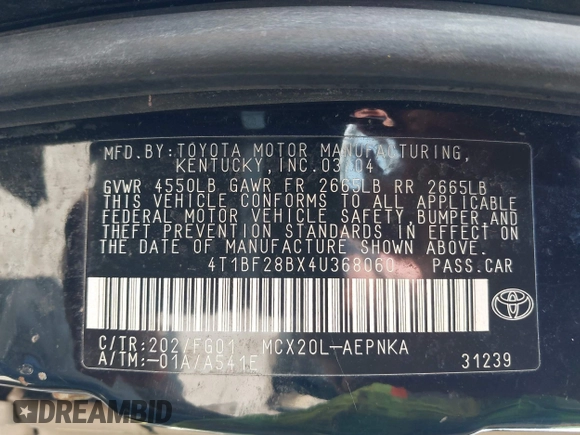 MFD.BY:TOYOTA MOTOR MANUFACTURING,
KENTUCKY, INC. 03/04
GVWR 4550LB GAWR FR 2665LB RR 2665LB
THIS VEHICLE CONFORMS TO ALL APPLICABLE
FEDERAL MOTOR VEHICLE SAFETY, BUMPER, AND
THEFT PREVENTION STANDARDS IN EFFECT ON
THE DATE OF MANUFACTURE SHOWN ABOVE.
4T1BF28BX4U368060 PASS.CAR
C/TR:202/FG01 MCX20L-AEPNKA
A/TM:-01A/A541E 31239
DREAMBID